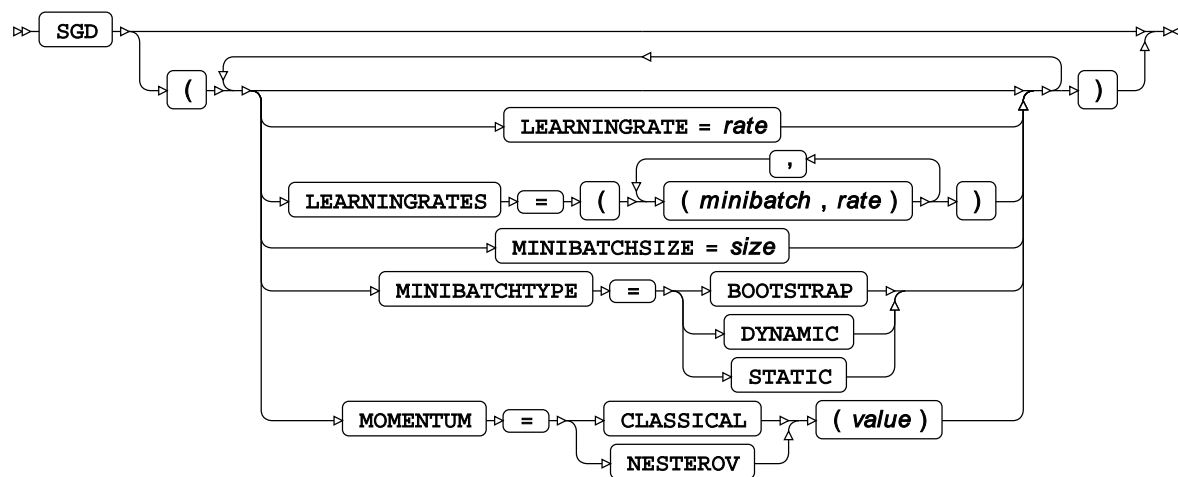 SGD
( )
LEARNINGRATE = rate
,
LEARNINGRATES = ( ( minibatch , rate ) )
MINIBATCHSIZE = size
MINIBATCHTYPE = BOOTSTRAP
DYNAMIC
STATIC
MOMENTUM = CLASSICAL ( value )
NESTEROV